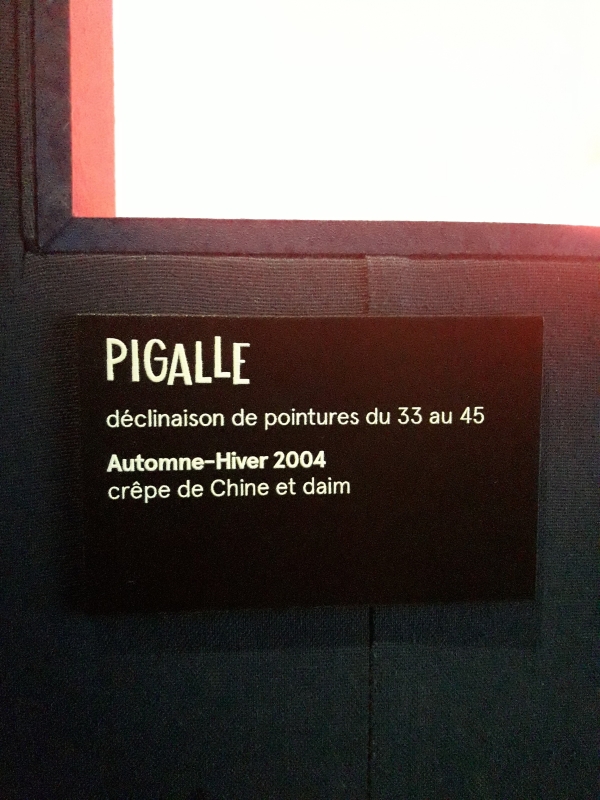 PIGALLE
déclinaison de pointures du 33 au 45
Automne-Hiver 2004
crêpe de Chine et daim